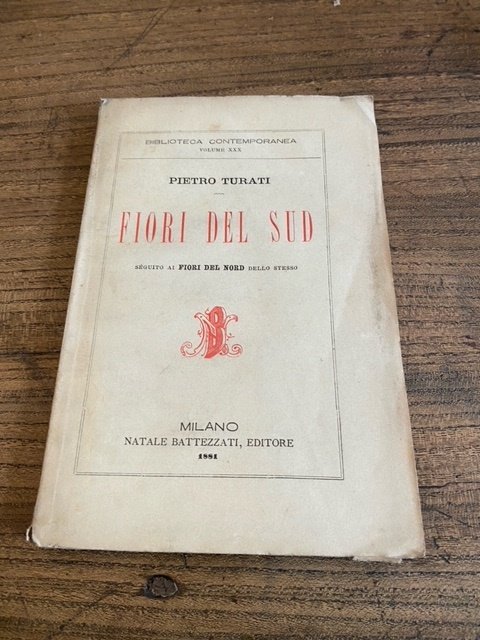 BIBLIOTECA CONTEMPORANEA
VOLUME XXX
PIETRO TURATI
FIORI DEL SUD
SEGUITO AI FIORI DEL NORD DELLO STESSO
NB
MILANO
NATALE BATTEZZATI, EDITORE
1881